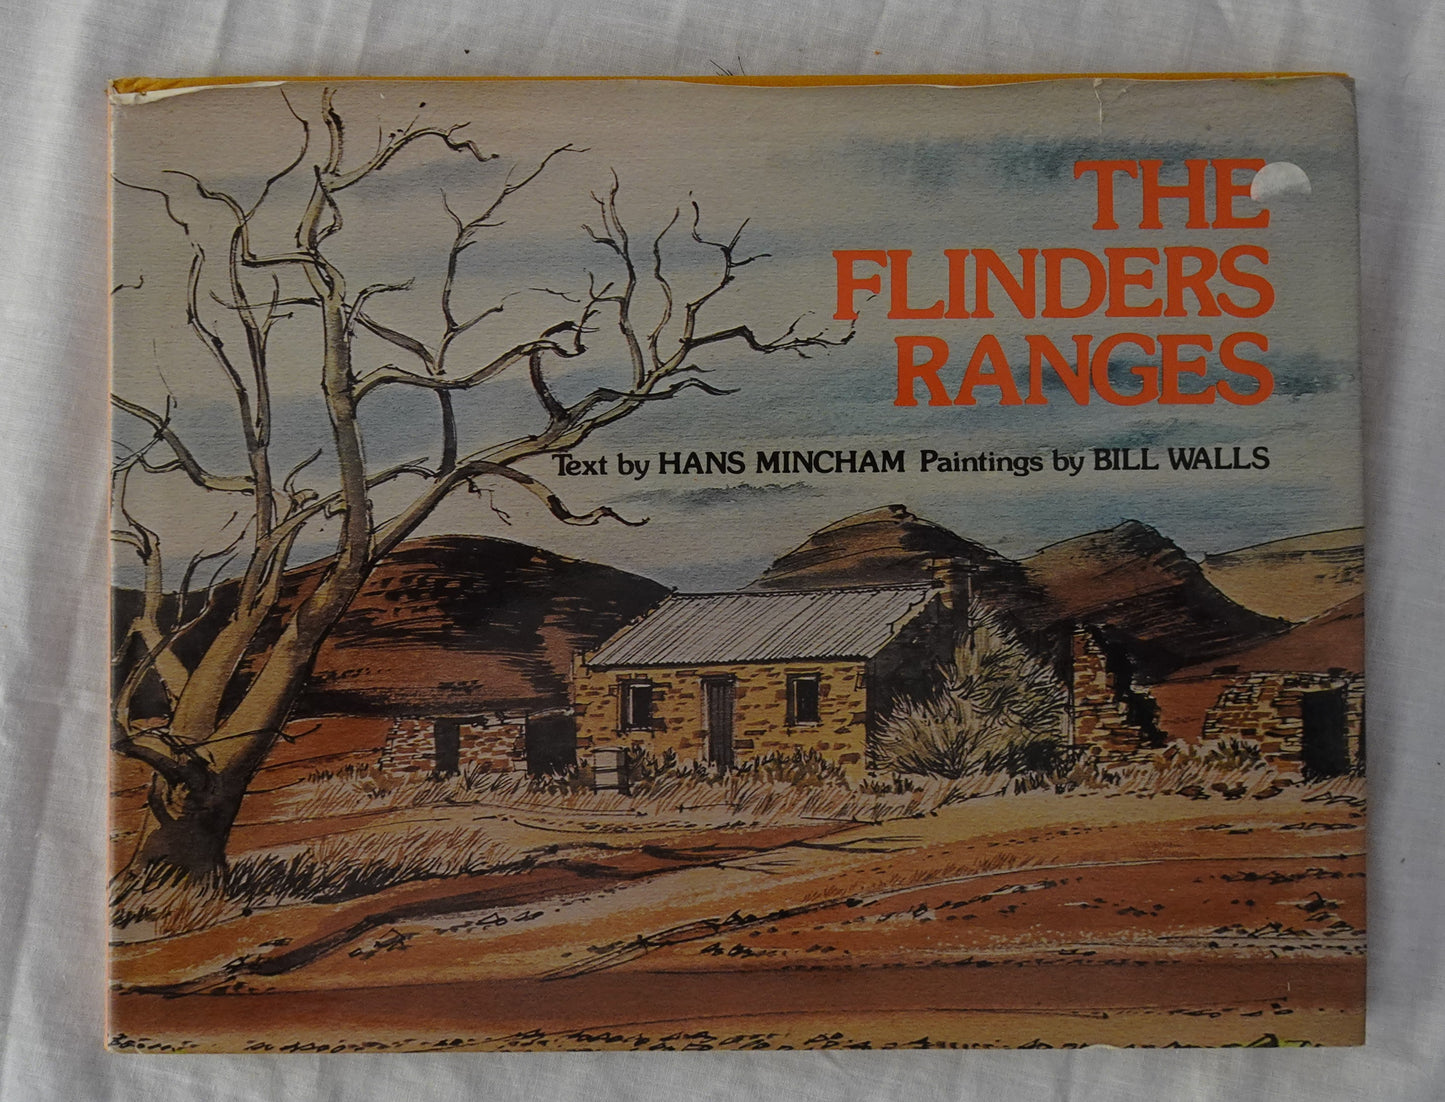 THE
FLINDERS
RANGES
Text by HANS MINCHAM Paintings by BILL WALLS